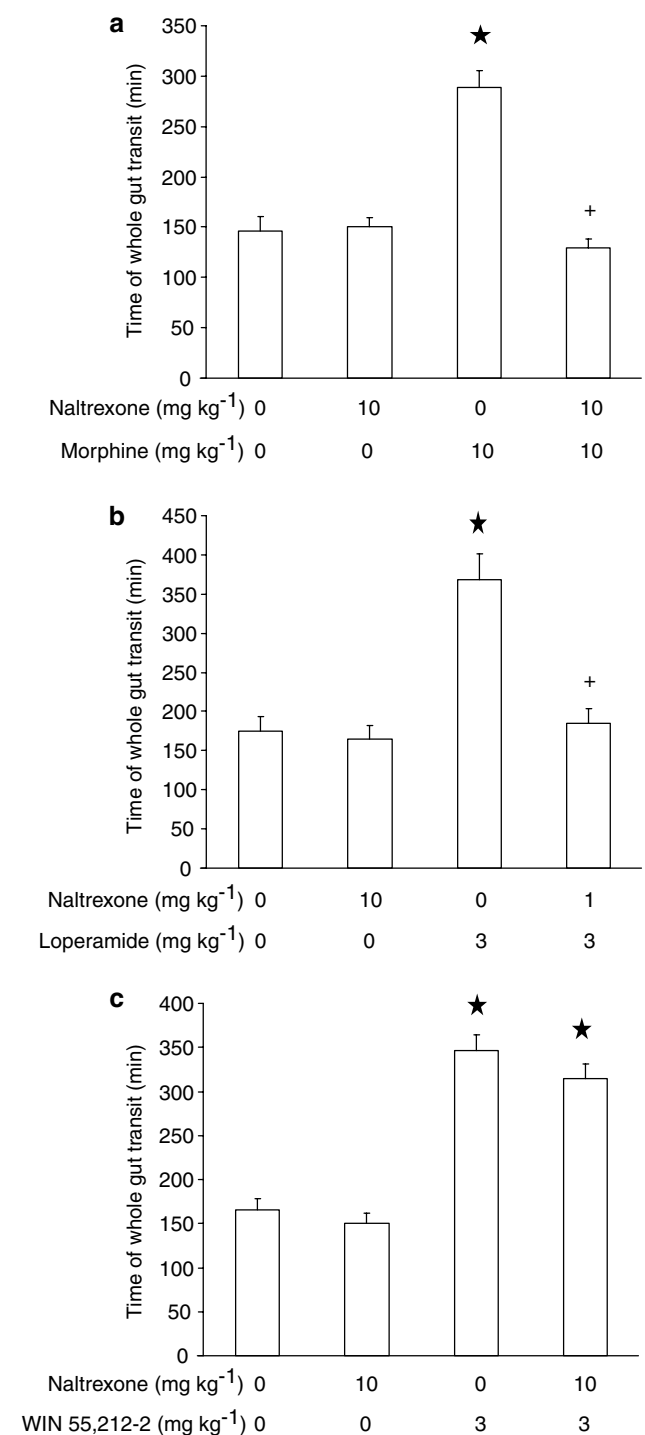 a
Time of whole gut transit (min)
350
300
250
200
150
100
50
0
★
+
Naltrexone (mg kg⁻¹) 0 10 0 10
Morphine (mg kg⁻¹) 0 0 10 10
b
Time of whole gut transit (min)
450
400
350
300
250
200
150
100
50
0
★
+
Naltrexone (mg kg⁻¹) 0 10 0 1
Loperamide (mg kg⁻¹) 0 0 3 3
c
Time of whole gut transit (min)
400
350
300
250
200
150
100
50
0
★
★
Naltrexone (mg kg⁻¹) 0 10 0 10
WIN 55,212-2 (mg kg⁻¹) 0 0 3 3